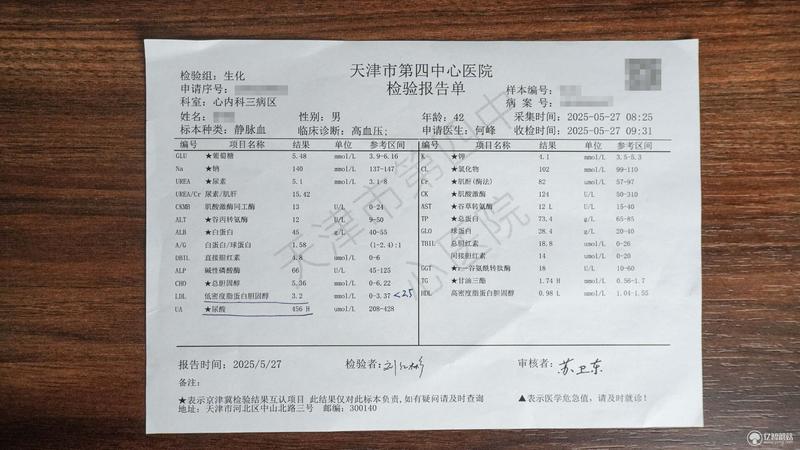 天津市第四中心医院
检验报告单
检验组: 生化
申请序号:
科室: 心内科三病区
样本编号:
病 案 号:
姓名: 性别: 男 年龄: 42 采集时间: 2025-05-27 08:25
标本种类: 静脉血 临床诊断: 高血压; 申请医生: 何峰 收检时间: 2025-05-27 09:31
编号 项目名称 结果 单位 参考区间 编号 项目名称 结果 单位 参考区间
GLU ★葡萄糖 5.48 mmol/L 3.9-6.16 K ★钾 4.1 mmol/L 3.5-5.3
Na ★钠 140 mmol/L 137-147 CL ★氯化物 102 mmol/L 99-110
UREA ★尿素 5.1 mmol/L 3.1-8 Cr ★肌酐(酶法) 82 umol/L 57-97
UREA/Cr 尿素/肌酐 15.42 CK ★肌酸激酶 124 U/L 50-310
CKMB 肌酸激酶同工酶 13 U/L 0-24 AST ★谷草转氨酶 12 U/L 15-40
ALT ★谷丙转氨酶 12 U/L 9-50 TP ★总蛋白 73.4 g/L 65-85
ALB ★白蛋白 45 g/L 40-55 GLO 球蛋白 28.4 g/L 20-40
A/G 白蛋白/球蛋白 1.58 (1-2.4):1 TBIL 总胆红素 18.8 umol/L 0-26
DBIL 直接胆红素 4.8 umol/L 0-6 间接胆红素 14 umol/L 0-20
ALP 碱性磷酸酶 66 U/L 45-125 GGT ★r-谷氨酰转肽酶 18 U/L 10-60
CHO ★总胆固醇 5.36 mmol/L 0-6.22 TG ★甘油三酯 1.74 H mmol/L 0.56-1.7
LDL 低密度脂蛋白胆固醇 3.2 mmol/L 0-3.37 <2.5 HDL 高密度脂蛋白胆固醇 0.98 L mmol/L 1.04-1.55
UA ★尿酸 456 H umol/L 208-428
天津市第四中心医院
报告时间: 2025/5/27 检验者: 审核者: 苏卫东
备注:
★表示京津冀检验结果互认项目 此结果仅对此标本负责,如有疑问请及时查询 ▲表示医学危急值, 请及时就诊!
地址: 天津市河北区中山北路三号 邮编: 300140
亿智蘑菇